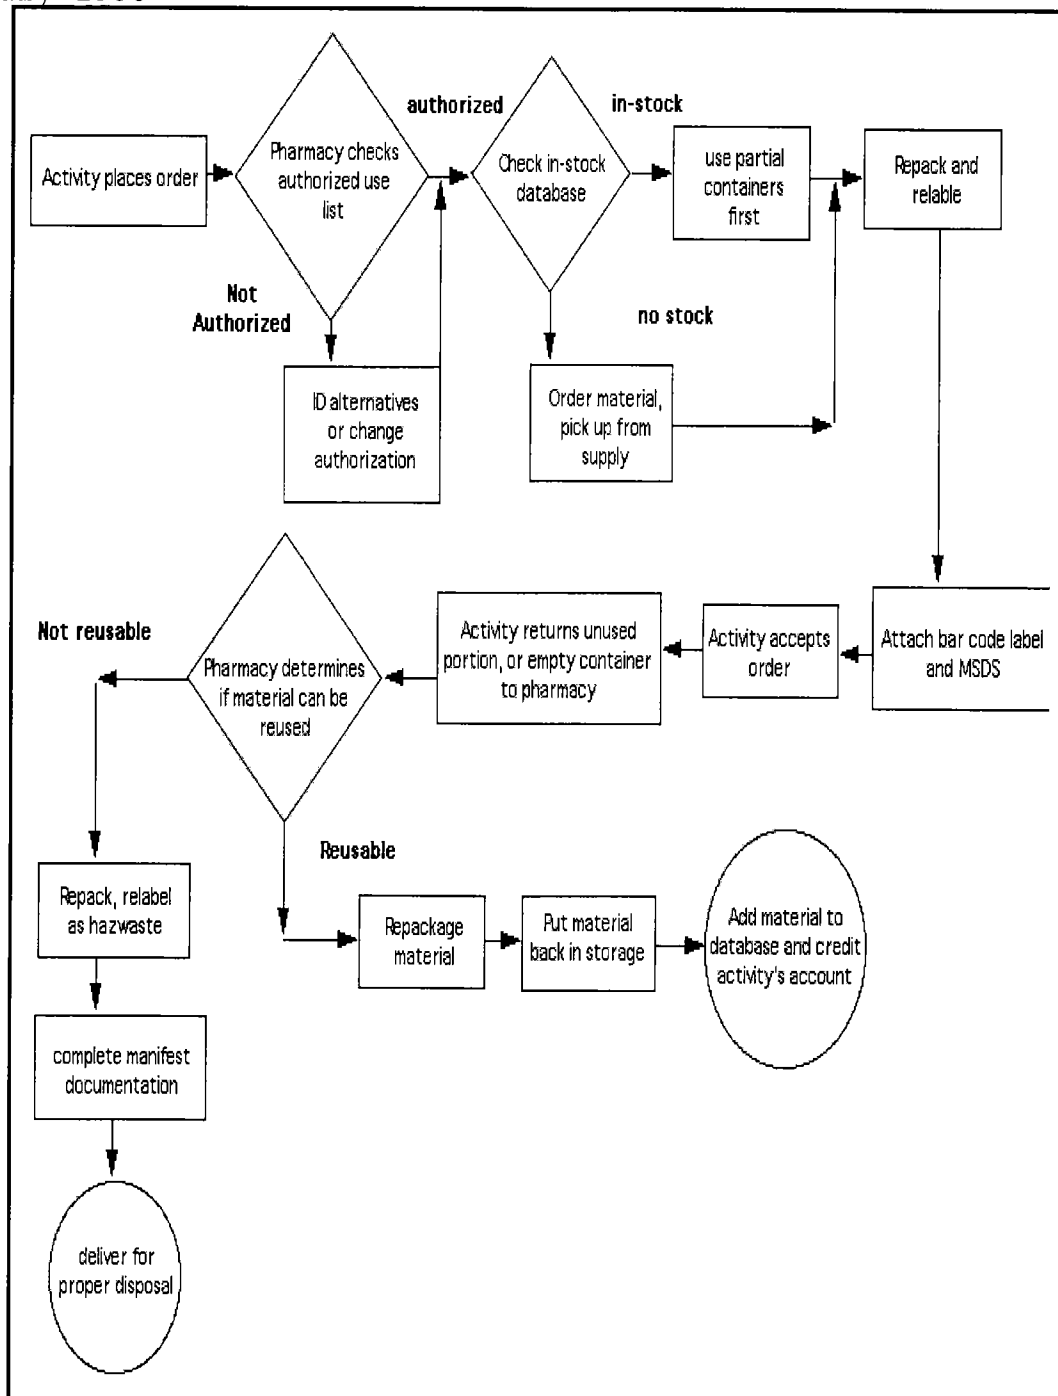 authorized
in-stock
Activity places order
Pharmacy checks
authorized use
list
Check in-stock
database
use partial
containers
first
Repack and
relable
Not
Authorized
no stock
ID alternatives
or change
authorization
Order material,
pick up from
supply
Not reusable
Pharmacy determines
if material can be
reused
Activity returns unused
portion, or empty container
to pharmacy
Activity accepts
order
Attach bar code label
and MSDS
Reusable
Repack, relabel
as hazwaste
Repackage
material
Put material
back in storage
Add material to
database and credit
activity's account
complete manifest
documentation
deliver for
proper disposal